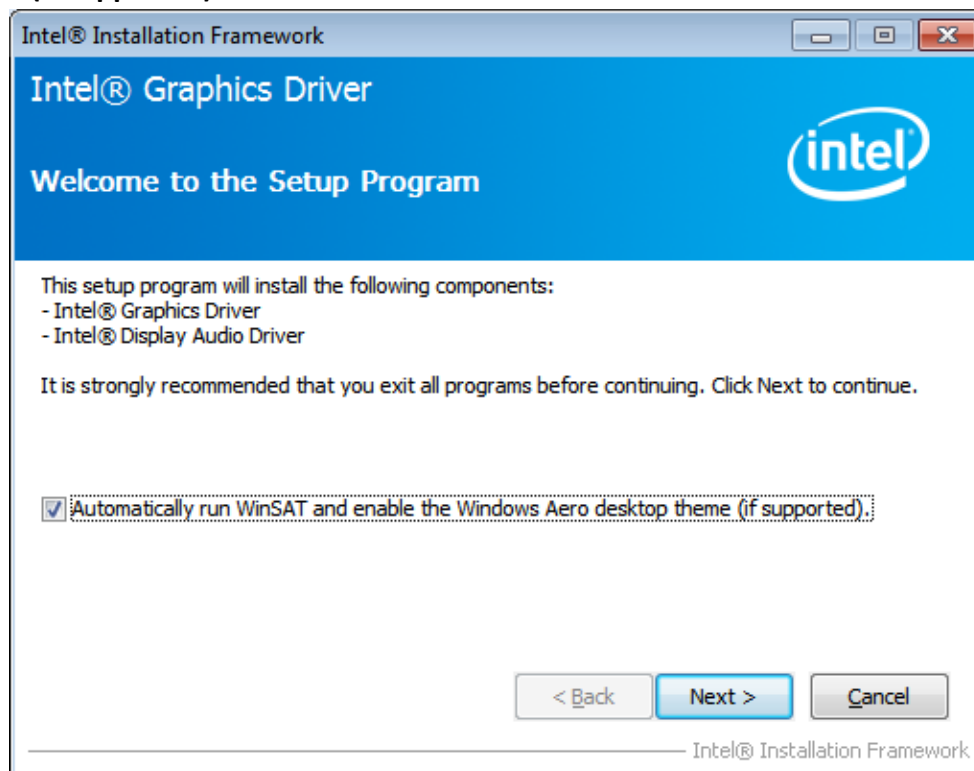 Intel® Installation Framework
Intel® Graphics Driver
intel
Welcome to the Setup Program
This setup program will install the following components:
- Intel® Graphics Driver
- Intel® Display Audio Driver
It is strongly recommended that you exit all programs before continuing. Click Next to continue.
Automatically run WinSAT and enable the Windows Aero desktop theme (if supported).
< Back
Next >
Cancel
Intel® Installation Framework